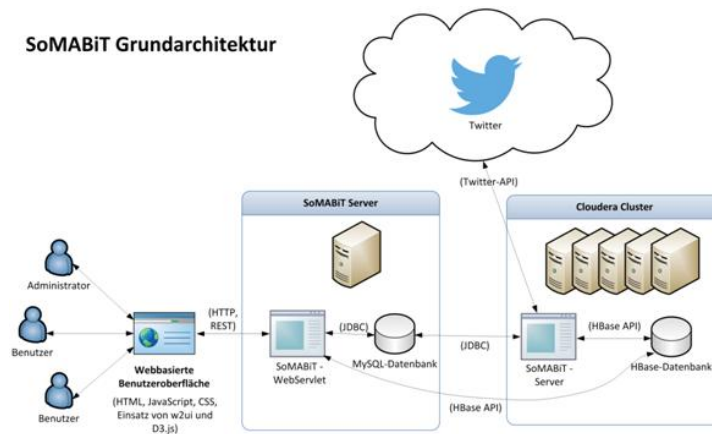 SoMABiT Grundarchitektur
Twitter
(Twitter-API)
SoMABiT Server
Cloudera Cluster
Administrator
Benutzer
Benutzer
Webbasierte
Benutzeroberfläche
(HTML, JavaScript, CSS,
Einsatz von w2ui und
D3.js)
(HTTP,
REST)
SoMABiT -
WebServlet
(JDBC)
MySQL-Datenbank
(JDBC)
SoMABiT -
Server
(HBase API)
HBase-Datenbank
(HBase API)